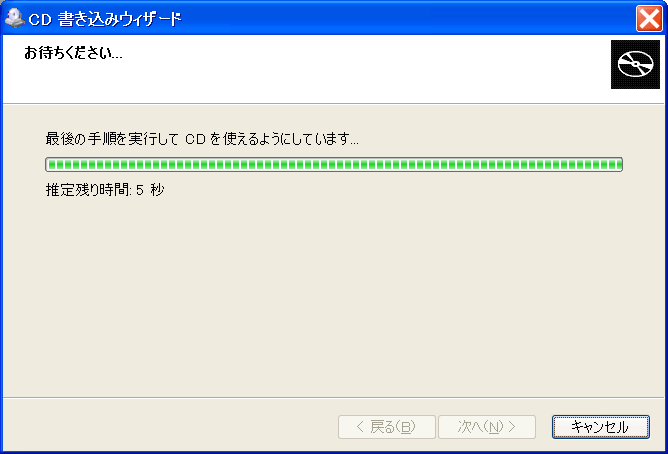 CD 書き込みウィザード
お待ちください...
最後の手順を実行して CD を使えるようにしています...
推定残り時間: 5 秒
< 戻る(B) 次へ(N) > キャンセル